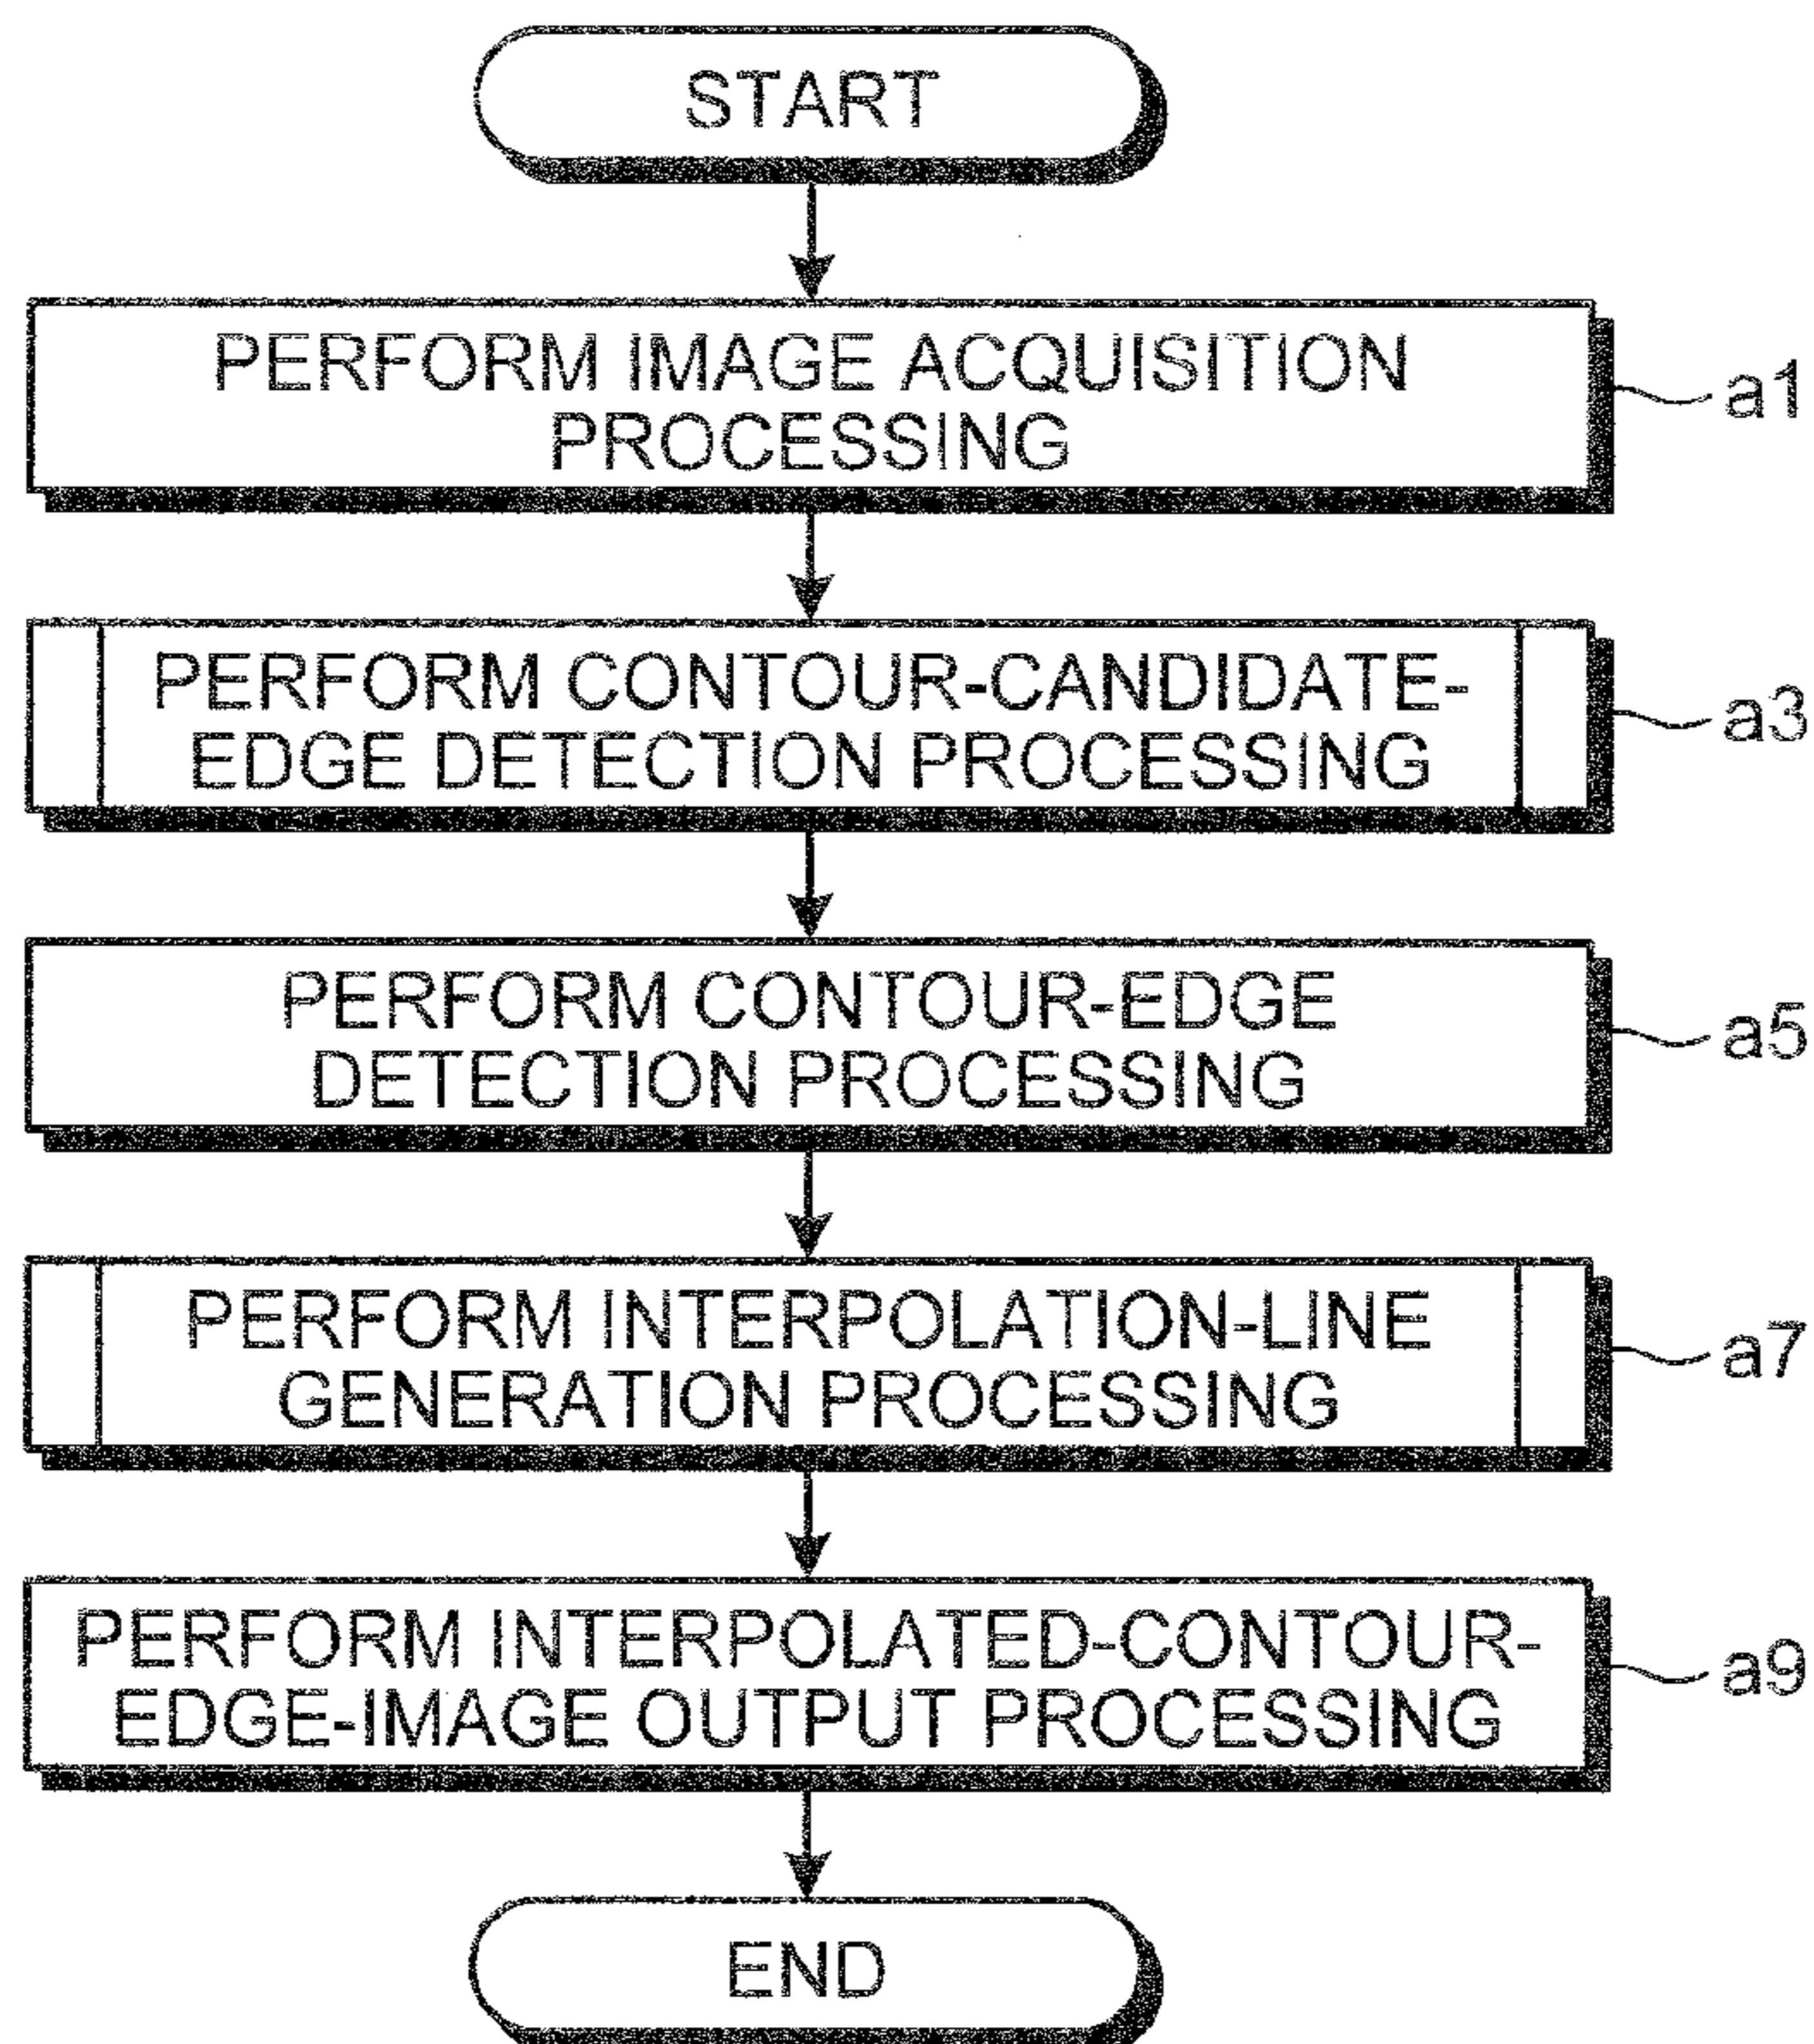 START
PERFORM IMAGE ACQUISITION
PROCESSING
a1
PERFORM CONTOUR-CANDIDATE-
EDGE DETECTION PROCESSING
a3
PERFORM CONTOUR-EDGE
DETECTION PROCESSING
a5
PERFORM INTERPOLATION-LINE
GENERATION PROCESSING
a7
PERFORM INTERPOLATED-CONTOUR-
EDGE-IMAGE OUTPUT PROCESSING
a9
END